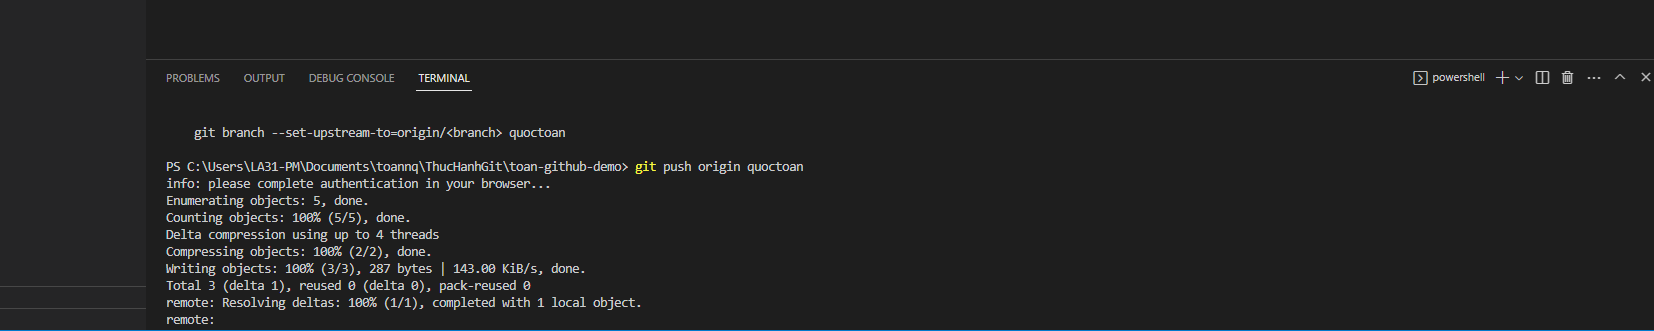 PROBLEMS OUTPUT DEBUG CONSOLE TERMINAL powershell
git branch --set-upstream-to=origin/<branch> quoctoan
PS C:\Users\LA31-PM\Documents\toannq\ThucHanhGit\toan-github-demo> git push origin quoctoan
info: please complete authentication in your browser...
Enumerating objects: 5, done.
Counting objects: 100% (5/5), done.
Delta compression using up to 4 threads
Compressing objects: 100% (2/2), done.
Writing objects: 100% (3/3), 287 bytes | 143.00 KiB/s, done.
Total 3 (delta 1), reused 0 (delta 0), pack-reused 0
remote: Resolving deltas: 100% (1/1), completed with 1 local object.
remote: